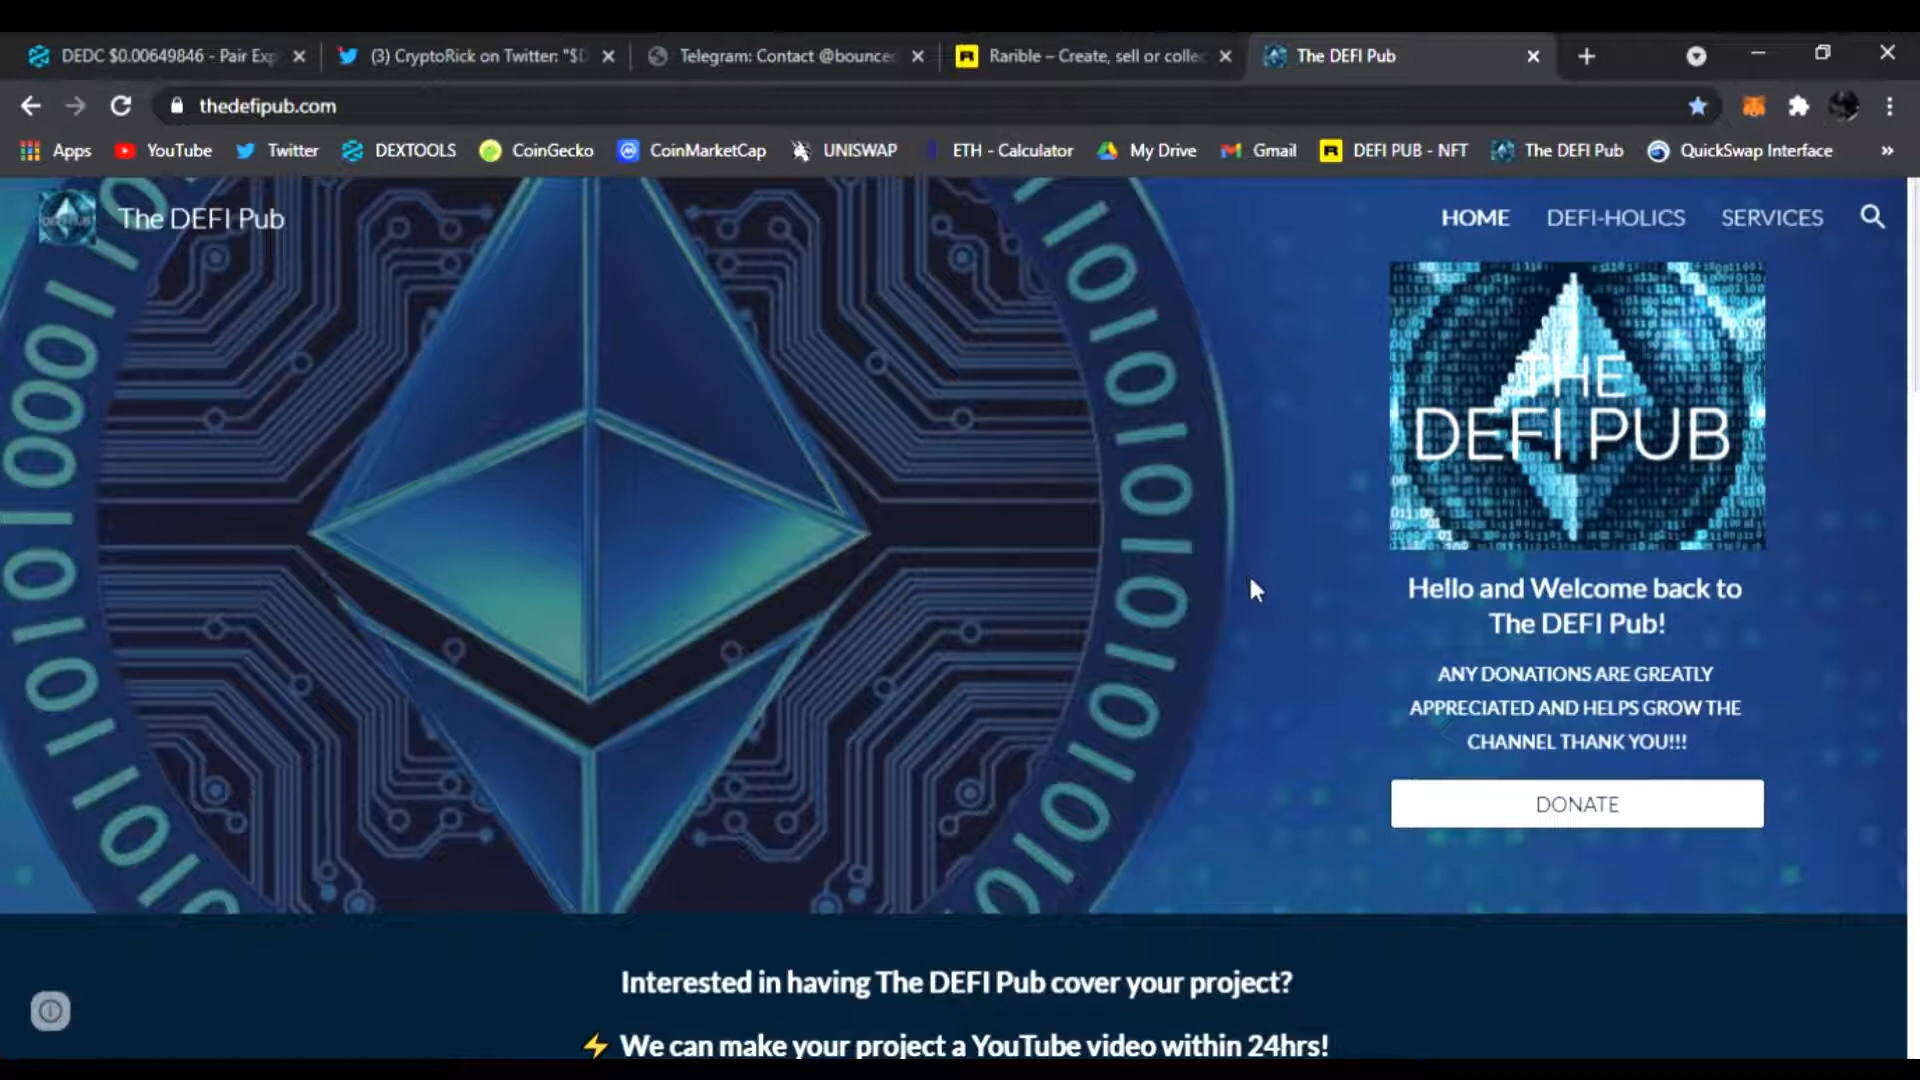 DEDC $0.00649846 - Pair Exp
(3) CryptoRick on Twitter: "$D
Telegram: Contact @bounced
Rarible – Create, sell or collec
The DEFI Pub
thedefipub.com
Apps
YouTube
Twitter
DEXTOOLS
CoinGecko
CoinMarketCap
UNISWAP
ETH - Calculator
My Drive
Gmail
DEFI PUB - NFT
The DEFI Pub
QuickSwap Interface
The DEFI Pub
HOME
DEFI-HOLICS
SERVICES
THE
DEFI PUB
Hello and Welcome back to
The DEFI Pub!
ANY DONATIONS ARE GREATLY
APPRECIATED AND HELPS GROW THE
CHANNEL THANK YOU!!!
DONATE
Interested in having The DEFI Pub cover your project?
⚡ We can make your project a YouTube video within 24hrs!